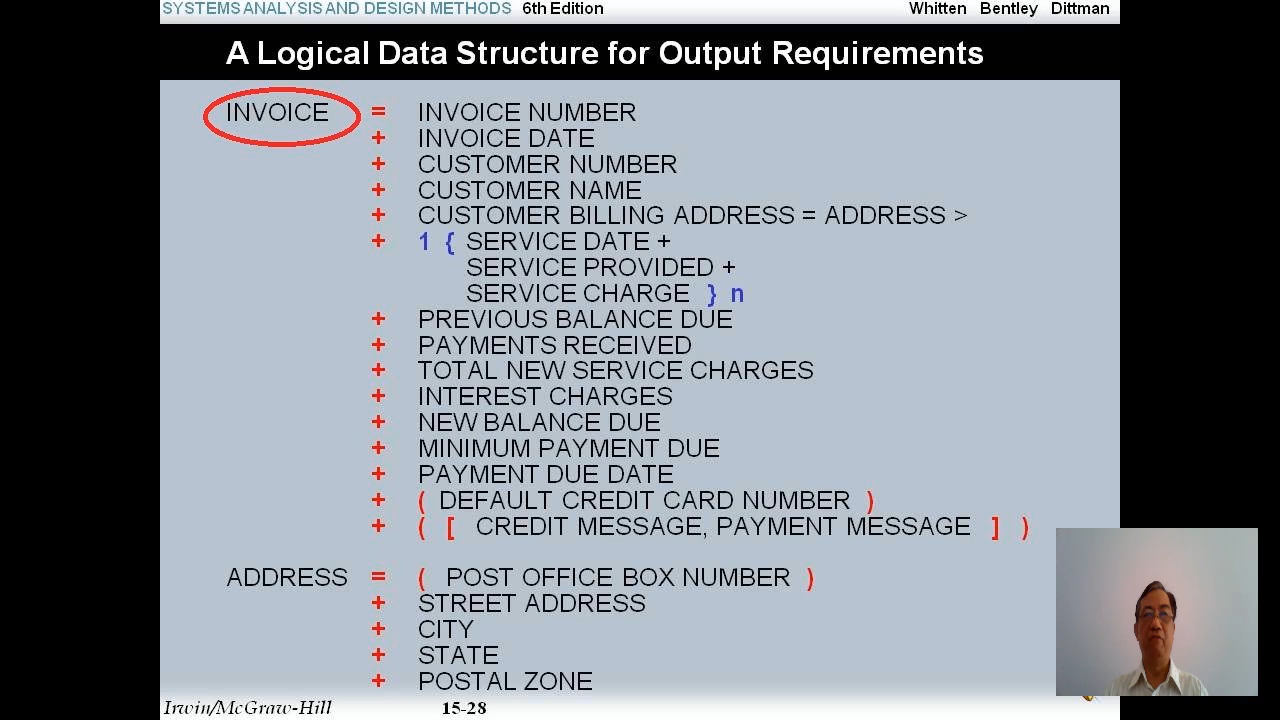 SYSTEMS ANALYSIS AND DESIGN METHODS 6th Edition Whitten Bentley Dittman
A Logical Data Structure for Output Requirements
INVOICE = INVOICE NUMBER
+ INVOICE DATE
+ CUSTOMER NUMBER
+ CUSTOMER NAME
+ CUSTOMER BILLING ADDRESS = ADDRESS >
+ 1 { SERVICE DATE +
SERVICE PROVIDED +
SERVICE CHARGE } n
+ PREVIOUS BALANCE DUE
+ PAYMENTS RECEIVED
+ TOTAL NEW SERVICE CHARGES
+ INTEREST CHARGES
+ NEW BALANCE DUE
+ MINIMUM PAYMENT DUE
+ PAYMENT DUE DATE
+ ( DEFAULT CREDIT CARD NUMBER )
+ ( [ CREDIT MESSAGE, PAYMENT MESSAGE ] )
ADDRESS = ( POST OFFICE BOX NUMBER )
+ STREET ADDRESS
+ CITY
+ STATE
+ POSTAL ZONE
Irwin/McGraw-Hill 15-28